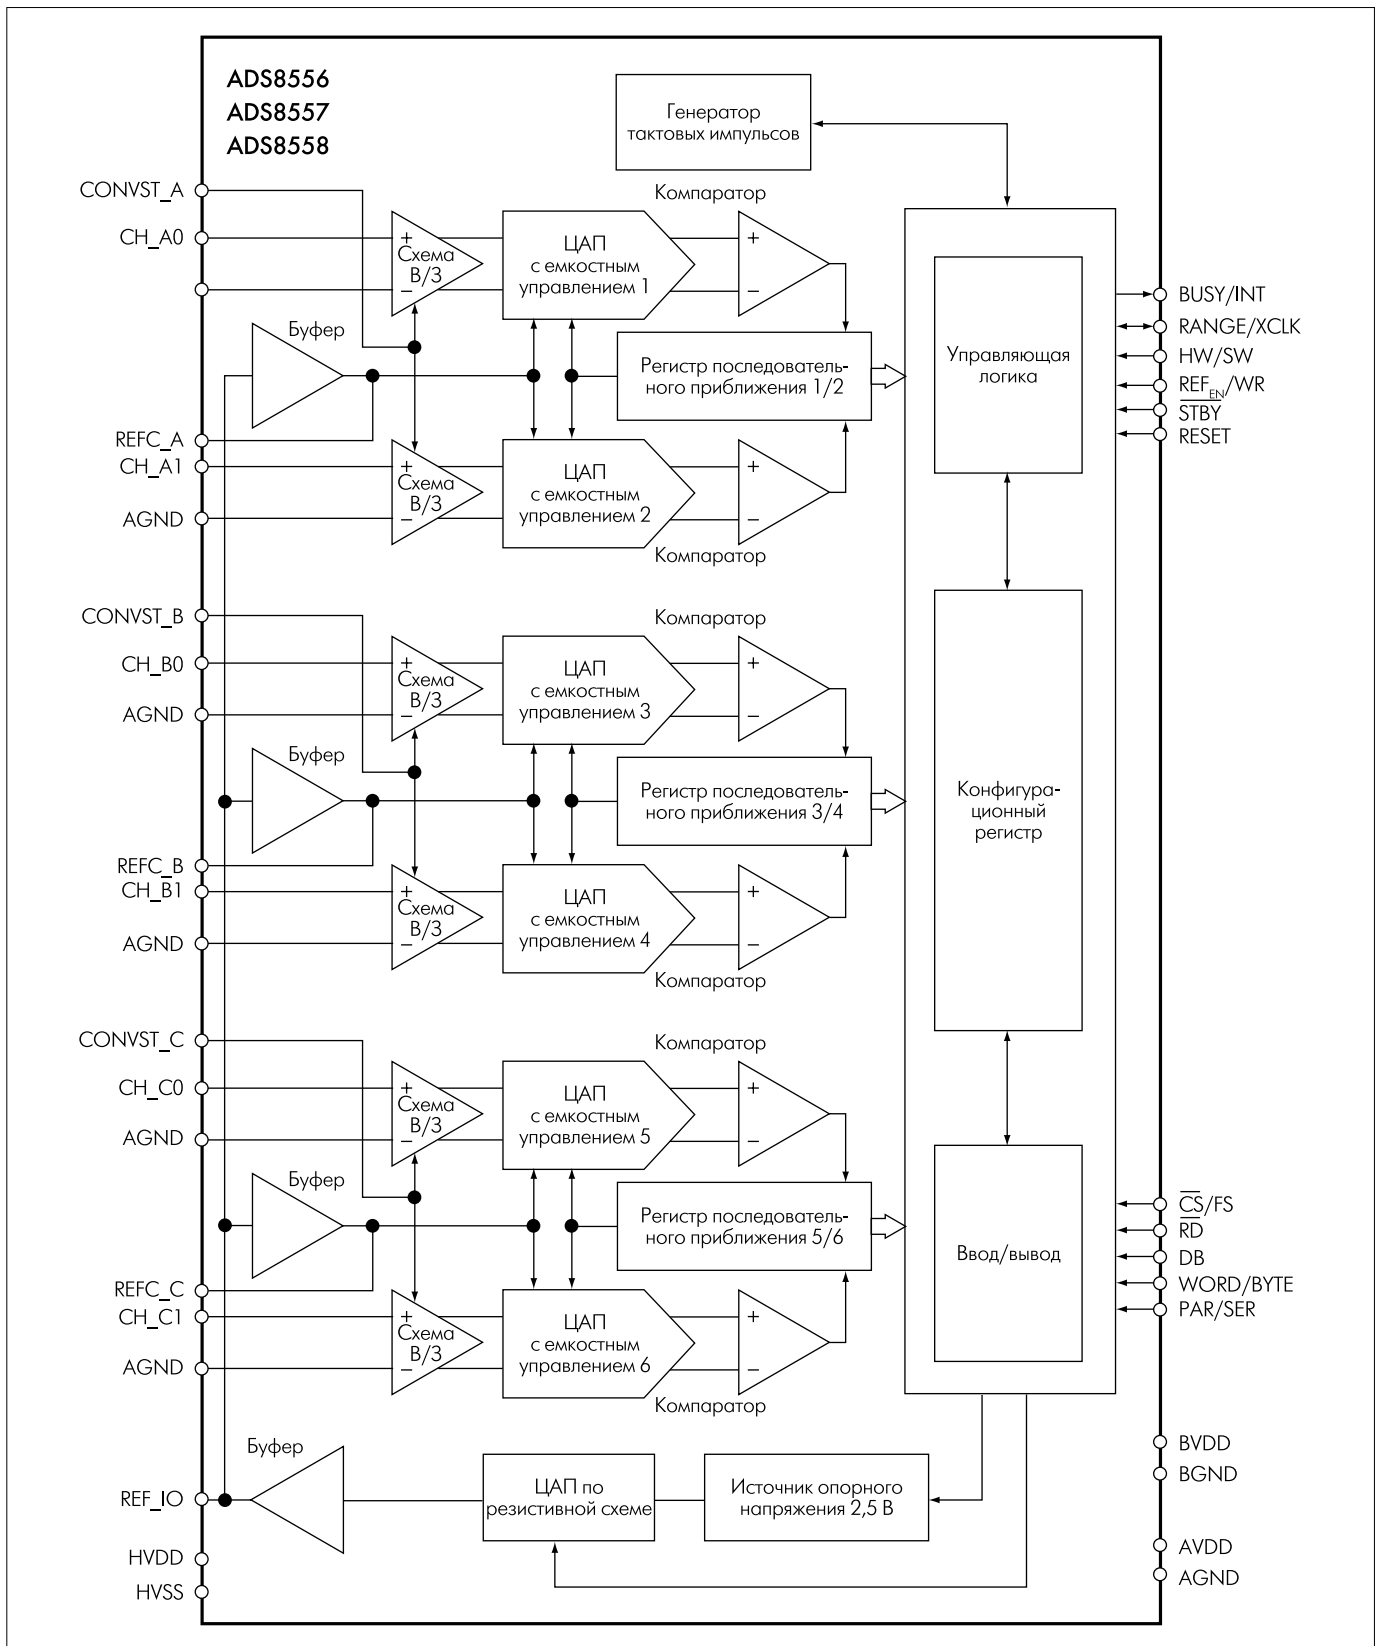 ADS8556
ADS8557
ADS8558
Генератор
тактовых импульсов
CONVST_A
CH_A0
Компаратор
+
Схема
В/З
–
ЦАП
с емкостным
управлением 1
+
–
Буфер
Регистр последователь-
ного приближения 1/2
REFC_A
CH_A1
AGND
+
Схема
В/З
–
ЦАП
с емкостным
управлением 2
+
–
Компаратор
CONVST_B
CH_B0
AGND
Компаратор
+
Схема
В/З
–
ЦАП
с емкостным
управлением 3
+
–
Буфер
Регистр последователь-
ного приближения 3/4
REFC_B
CH_B1
AGND
+
Схема
В/З
–
ЦАП
с емкостным
управлением 4
+
–
Компаратор
CONVST_C
CH_C0
AGND
Компаратор
+
Схема
В/З
–
ЦАП
с емкостным
управлением 5
+
–
Буфер
Регистр последователь-
ного приближения 5/6
REFC_C
CH_C1
AGND
+
Схема
В/З
–
ЦАП
с емкостным
управлением 6
+
–
Компаратор
Буфер
REF_IO
HVDD
HVSS
ЦАП по
резистивной схеме
Источник опорного
напряжения 2,5 В
Управляющая
логика
Конфигура-
ционный
регистр
Ввод/вывод
BUSY/INT
RANGE/XCLK
HW/SW
REF_EN/WR
S̅T̅B̅Y̅
RESET
C̅S̅/FS
R̅D̅
DB
WORD/BYTE
PAR/SER
BVDD
BGND
AVDD
AGND